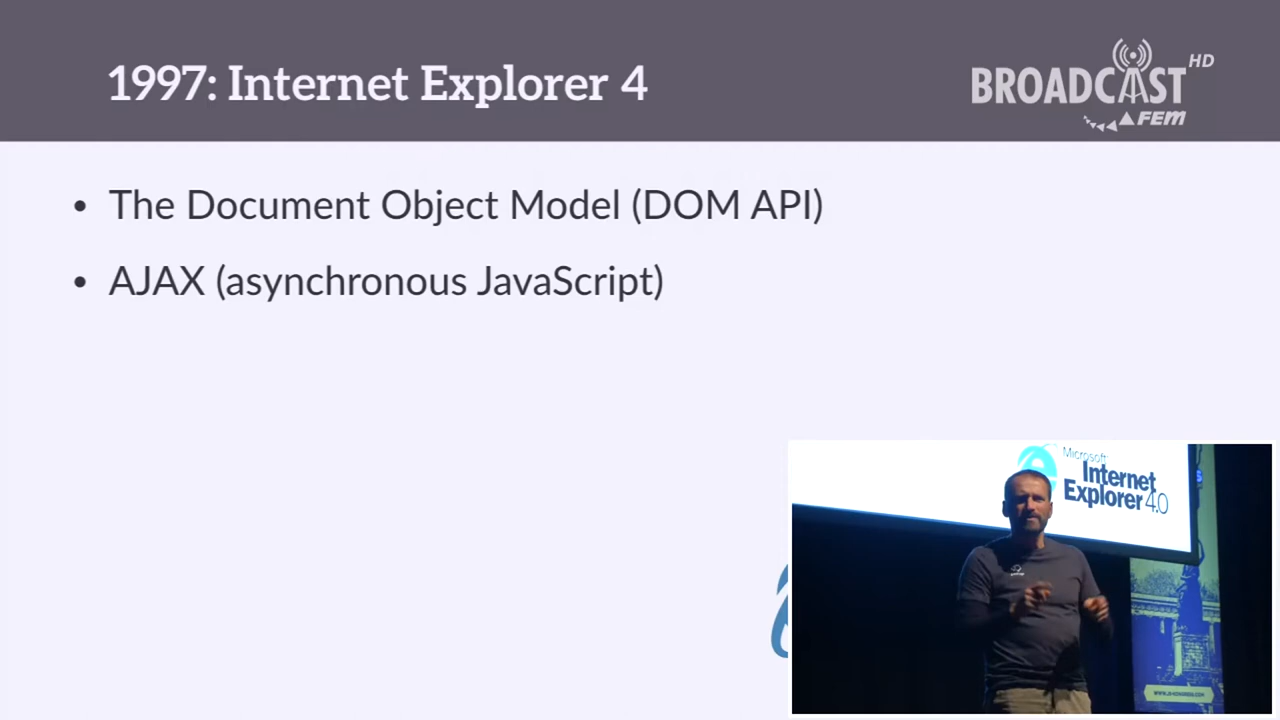 1997: Internet Explorer 4
BROADCAST HD
FEM
• The Document Object Model (DOM API)
• AJAX (asynchronous JavaScript)
Microsoft
Internet
Explorer 4.0